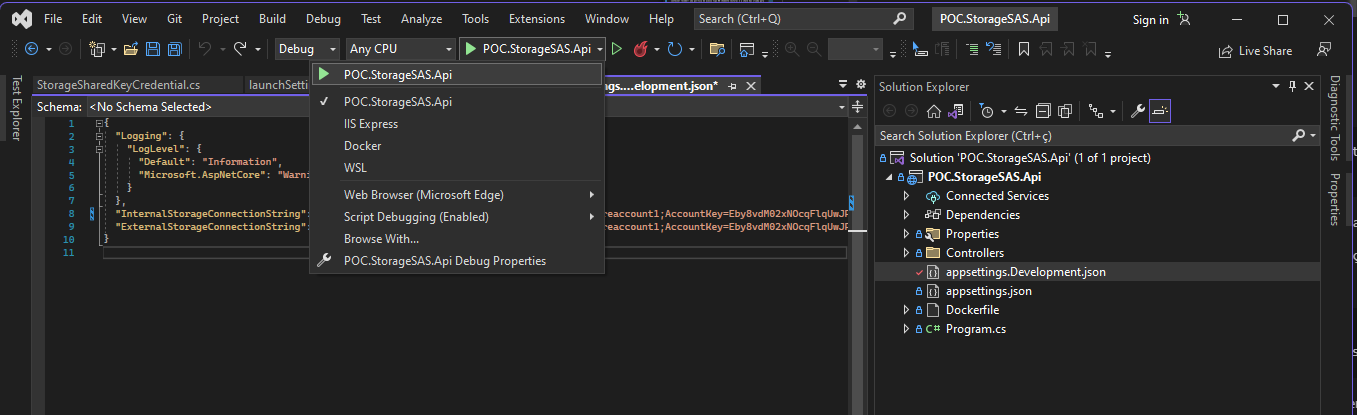 File Edit View Git Project Build Debug Test Analyze Tools Extensions Window Help Search (Ctrl+Q) POC.StorageSAS.Api Sign in
Debug Any CPU POC.StorageSAS.Api Live Share
Test Explorer
StorageSharedKeyCredential.cs launchSetti ngs....elopment.json*
Schema: <No Schema Selected>
POC.StorageSAS.Api
POC.StorageSAS.Api
IIS Express
Docker
WSL
Web Browser (Microsoft Edge)
Script Debugging (Enabled)
Browse With...
POC.StorageSAS.Api Debug Properties
1 {
2 "Logging": {
3 "LogLevel": {
4 "Default": "Information",
5 "Microsoft.AspNetCore": "Warni
6 }
7 },
8 "InternalStorageConnectionString": reaccount1;AccountKey=Eby8vdM02xNOcqFlqUwJP
9 "ExternalStorageConnectionString": reaccount1;AccountKey=Eby8vdM02xNOcqFlqUwJP
10 }
11
Solution Explorer
Search Solution Explorer (Ctrl+ç)
Solution 'POC.StorageSAS.Api' (1 of 1 project)
POC.StorageSAS.Api
Connected Services
Dependencies
Properties
Controllers
appsettings.Development.json
appsettings.json
Dockerfile
C# Program.cs
Diagnostic Tools
Properties